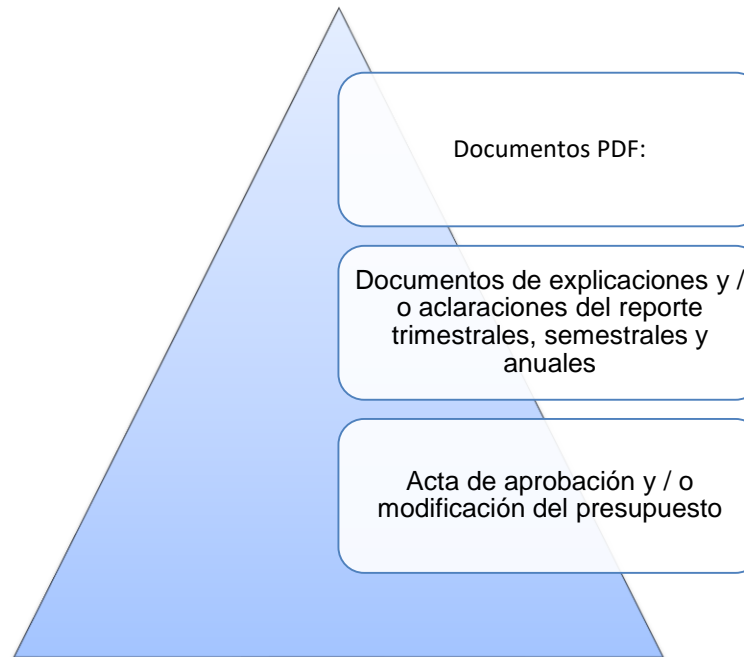 Documentos PDF:
Documentos de explicaciones y /
o aclaraciones del reporte
trimestrales, semestrales y
anuales
Acta de aprobación y / o
modificación del presupuesto